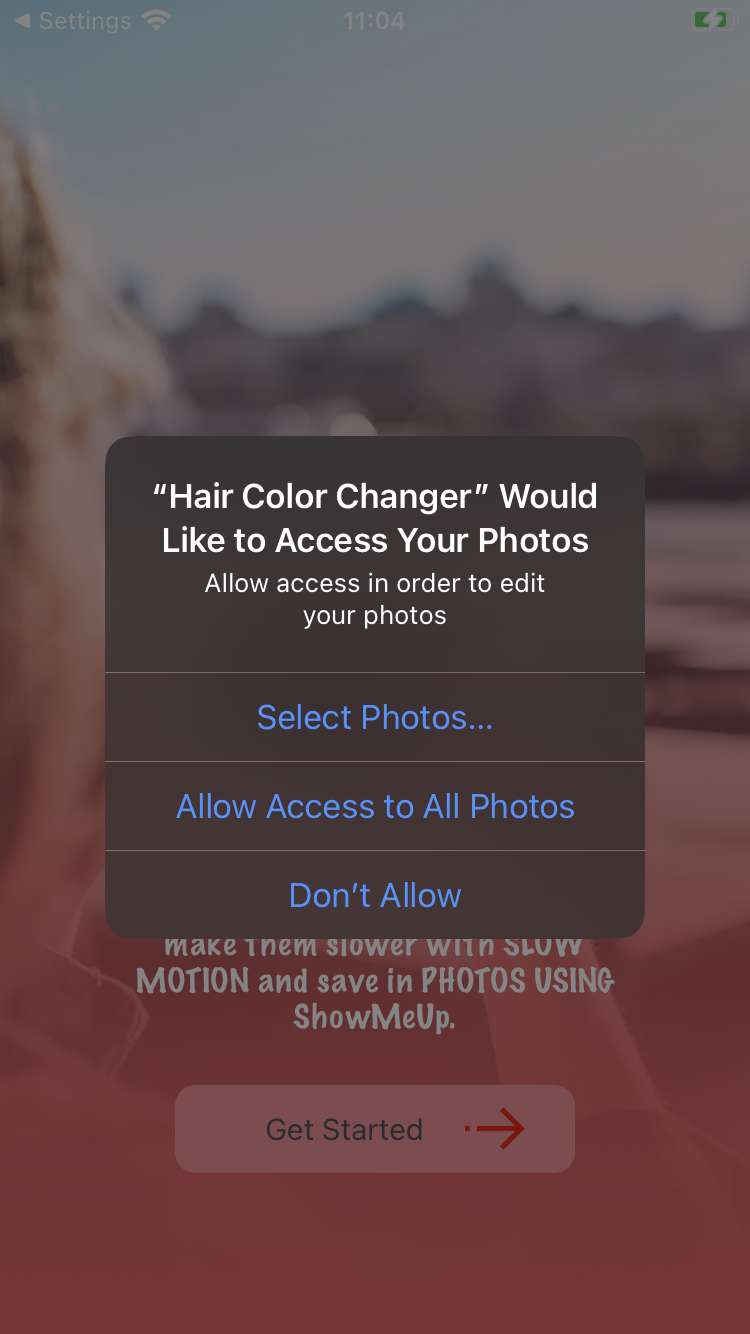 Settings
11:04
“Hair Color Changer” Would
Like to Access Your Photos
Allow access in order to edit
your photos
Select Photos...
Allow Access to All Photos
Don’t Allow
make them slower with SLOW
MOTION and save in PHOTOS USING
ShowMeUp.
Get Started